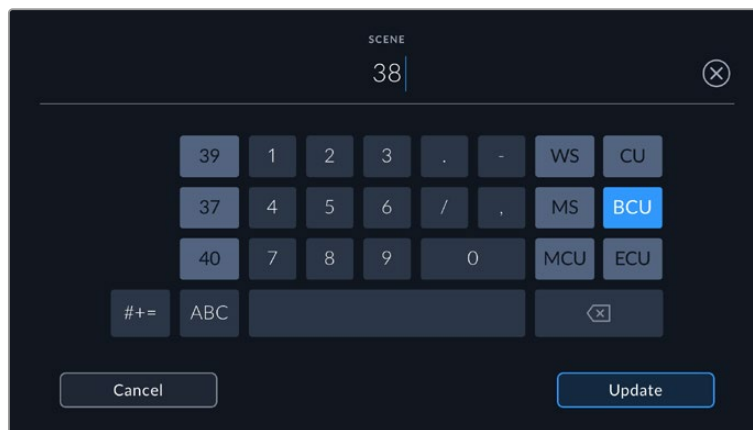 SCENE
38
39 1 2 3 . - WS CU
37 4 5 6 / , MS BCU
40 7 8 9 0 MCU ECU
#+= ABC
Cancel Update